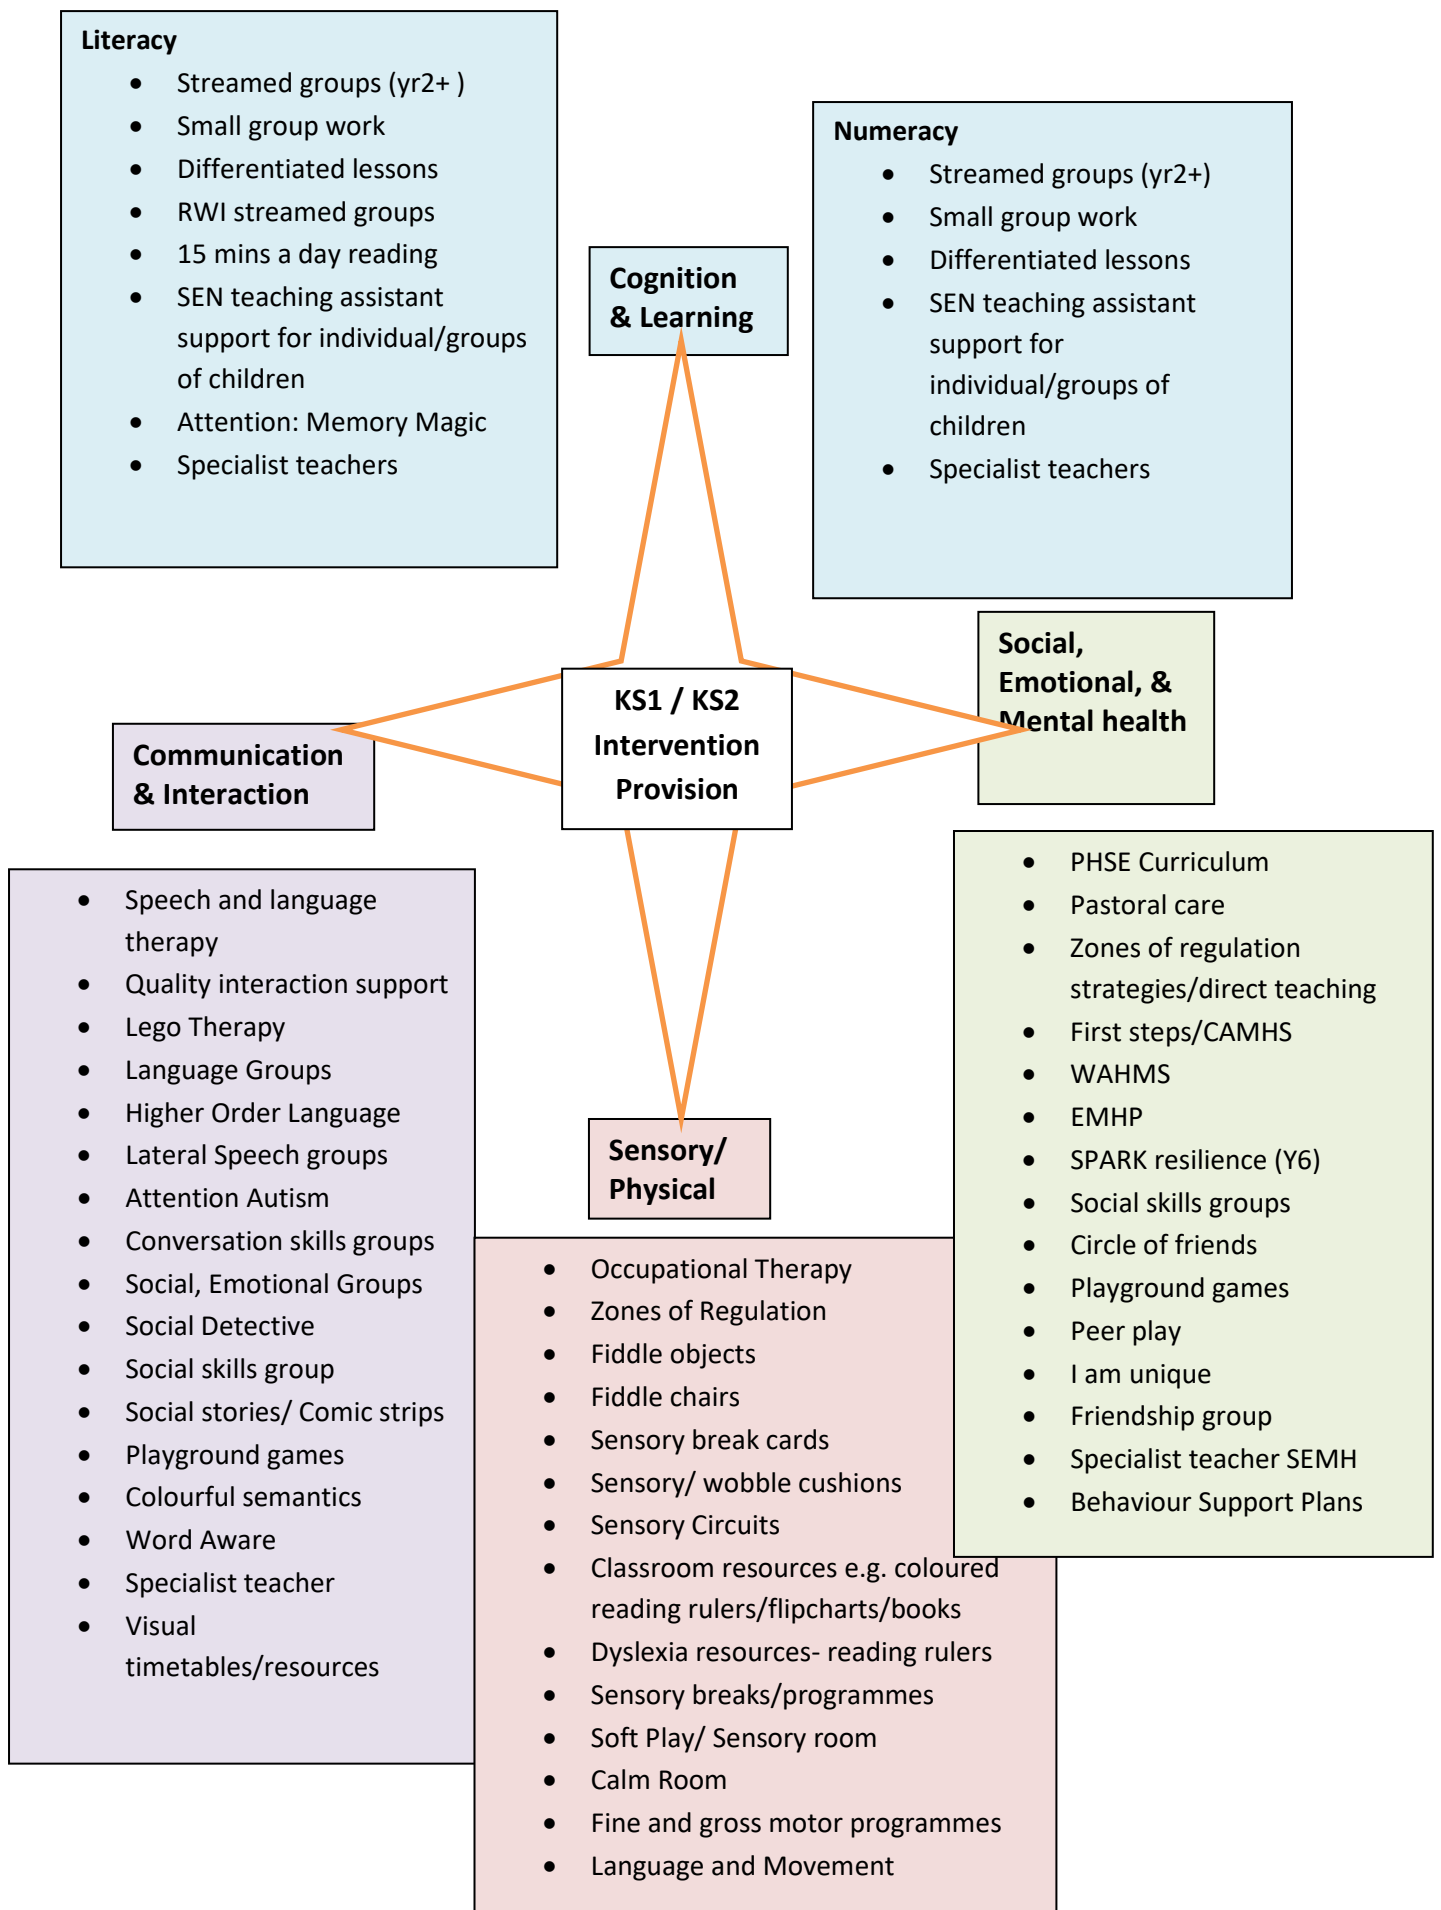 Literacy
• Streamed groups (yr2+ )
• Small group work
• Differentiated lessons
• RWI streamed groups
• 15 mins a day reading
• SEN teaching assistant
support for individual/groups
of children
• Attention: Memory Magic
• Specialist teachers
Cognition
& Learning
Numeracy
• Streamed groups (yr2+)
• Small group work
• Differentiated lessons
• SEN teaching assistant
support for
individual/groups of
children
• Specialist teachers
KS1 / KS2
Intervention
Provision
Social,
Emotional, &
Mental health
Communication
& Interaction
• Speech and language
therapy
• Quality interaction support
• Lego Therapy
• Language Groups
• Higher Order Language
• Lateral Speech groups
• Attention Autism
• Conversation skills groups
• Social, Emotional Groups
• Social Detective
• Social skills group
• Social stories/ Comic strips
• Playground games
• Colourful semantics
• Word Aware
• Specialist teacher
• Visual
timetables/resources
Sensory/
Physical
• Occupational Therapy
• Zones of Regulation
• Fiddle objects
• Fiddle chairs
• Sensory break cards
• Sensory/ wobble cushions
• Sensory Circuits
• Classroom resources e.g. coloured
reading rulers/flipcharts/books
• Dyslexia resources- reading rulers
• Sensory breaks/programmes
• Soft Play/ Sensory room
• Calm Room
• Fine and gross motor programmes
• Language and Movement
• PHSE Curriculum
• Pastoral care
• Zones of regulation
strategies/direct teaching
• First steps/CAMHS
• WAHMS
• EMHP
• SPARK resilience (Y6)
• Social skills groups
• Circle of friends
• Playground games
• Peer play
• I am unique
• Friendship group
• Specialist teacher SEMH
• Behaviour Support Plans